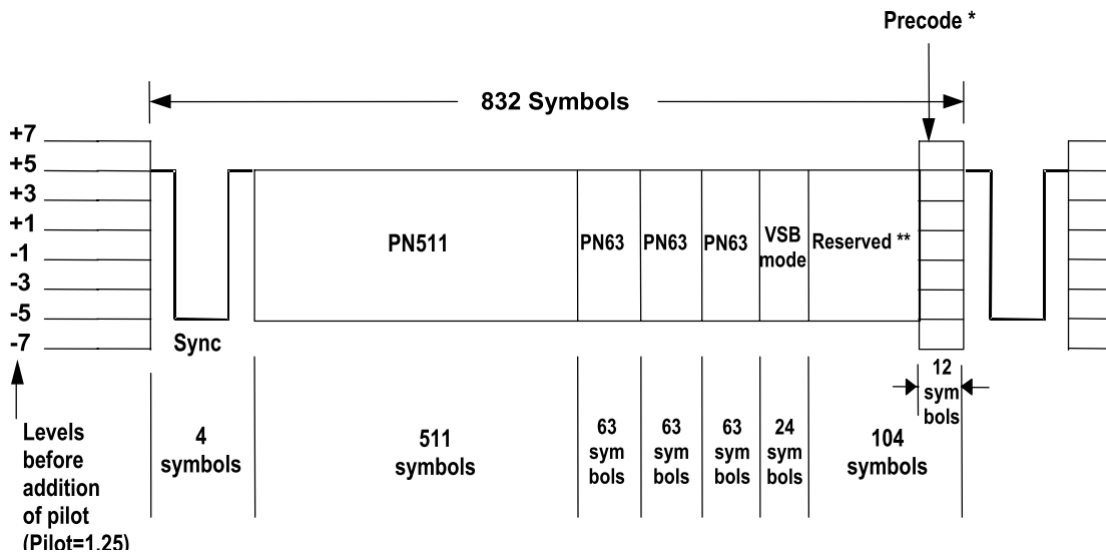 Precode *
832 Symbols
+7
+5
+3
+1
-1
-3
-5
-7
PN511
PN63
PN63
PN63
VSB
mode
Reserved **
Sync
Levels
before
addition
of pilot
(Pilot=1.25)
4
symbols
511
symbols
63
sym
bols
63
sym
bols
63
sym
bols
24
sym
bols
104
symbols
12
sym
bols